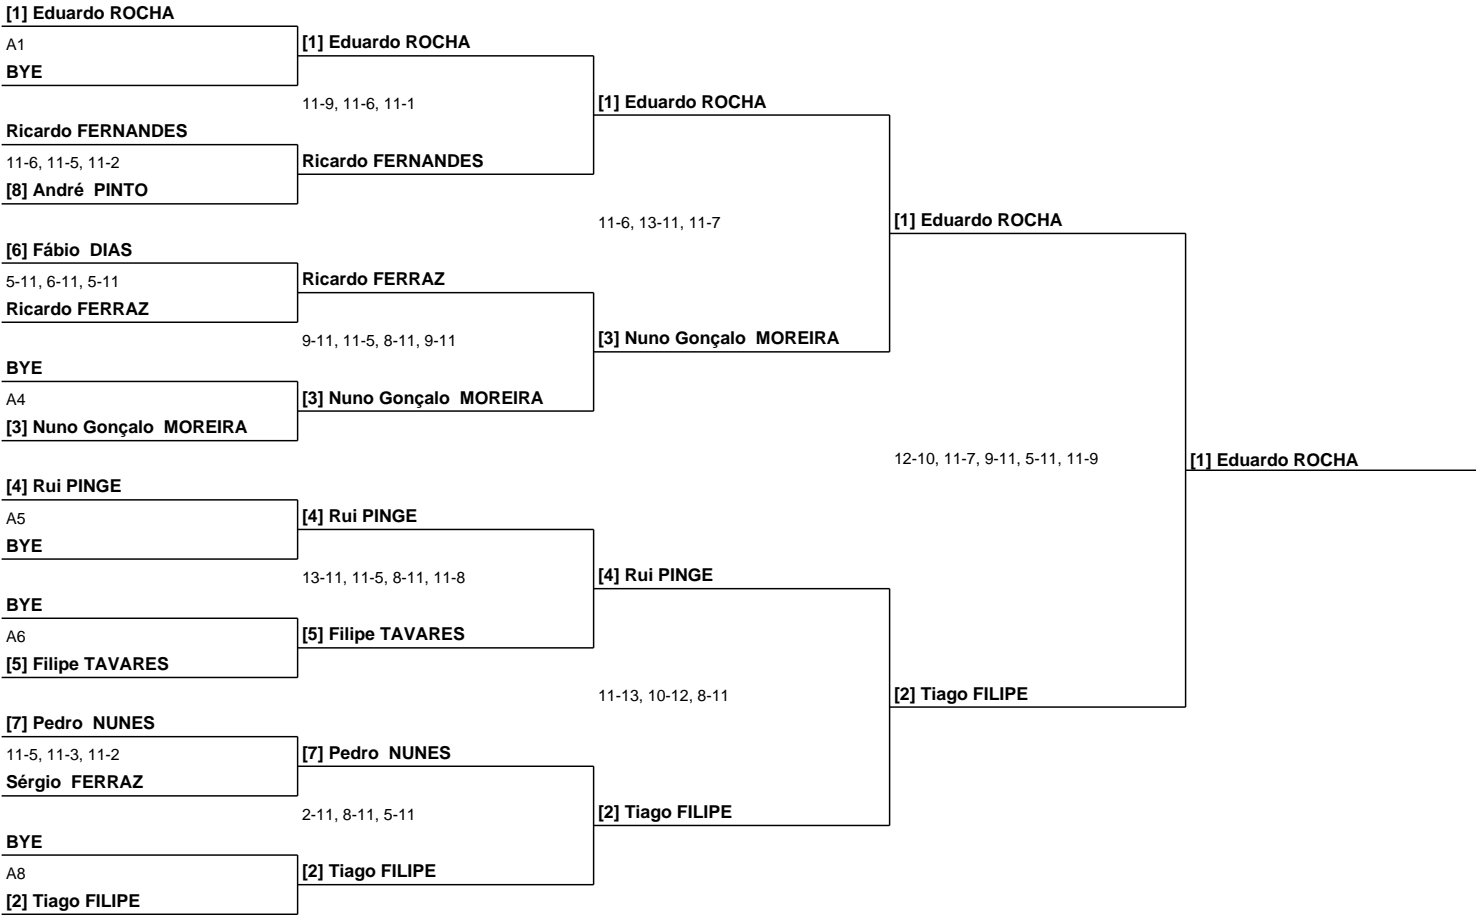 [1] Eduardo ROCHA
A1
BYE
Ricardo FERNANDES
11-6, 11-5, 11-2
[8] André  PINTO
[6] Fábio  DIAS
5-11, 6-11, 5-11
Ricardo FERRAZ
BYE
A4
[3] Nuno Gonçalo  MOREIRA
[4] Rui PINGE
A5
BYE
BYE
A6
[5] Filipe TAVARES
[7] Pedro  NUNES
11-5, 11-3, 11-2
Sérgio  FERRAZ
BYE
A8
[2] Tiago FILIPE
[1] Eduardo ROCHA
11-9, 11-6, 11-1
Ricardo FERNANDES
Ricardo FERRAZ
9-11, 11-5, 8-11, 9-11
[3] Nuno Gonçalo  MOREIRA
[4] Rui PINGE
13-11, 11-5, 8-11, 11-8
[5] Filipe TAVARES
[7] Pedro  NUNES
2-11, 8-11, 5-11
[2] Tiago FILIPE
[1] Eduardo ROCHA
11-6, 13-11, 11-7
[3] Nuno Gonçalo  MOREIRA
[4] Rui PINGE
11-13, 10-12, 8-11
[2] Tiago FILIPE
[1] Eduardo ROCHA
12-10, 11-7, 9-11, 5-11, 11-9
[2] Tiago FILIPE
[1] Eduardo ROCHA